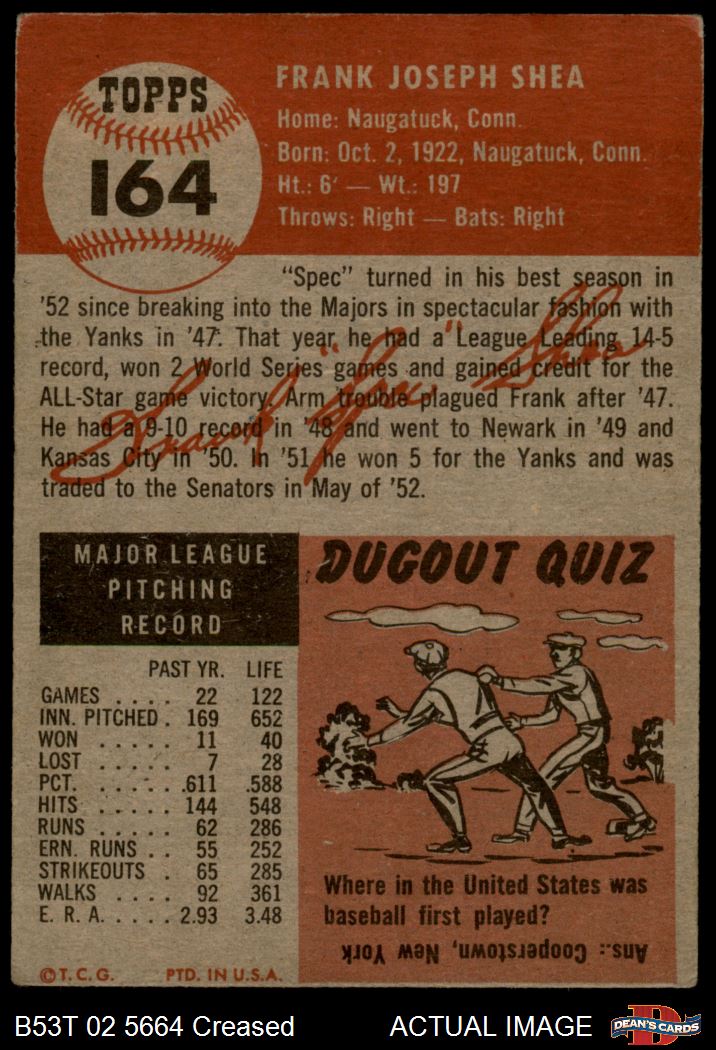 TOPPS
164
FRANK JOSEPH SHEA
Home: Naugatuck, Conn.
Born: Oct. 2, 1922, Naugatuck, Conn.
Ht.: 6' — Wt.: 197
Throws: Right — Bats: Right
"Spec" turned in his best season in
'52 since breaking into the Majors in spectacular fashion with
the Yanks in '47. That year he had a League Leading 14-5
record, won 2 World Series games and gained credit for the
ALL-Star game victory. Arm trouble plagued Frank after '47.
He had a 9-10 record in '48 and went to Newark in '49 and
Kansas City in '50. In '51 he won 5 for the Yanks and was
traded to the Senators in May of '52.
Frank "Spec" Shea
MAJOR LEAGUE
PITCHING
RECORD
PAST YR. LIFE
GAMES . . . . 22 122
INN. PITCHED . 169 652
WON . . . . . 11 40
LOST . . . . . 7 28
PCT. . . . . . .611 .588
HITS . . . . . 144 548
RUNS . . . . . 62 286
ERN. RUNS . . 55 252
STRIKEOUTS . 65 285
WALKS . . . . 92 361
E. R. A. . . . . 2.93 3.48
©T.C.G. PTD. IN U.S.A.
DUGOUT QUIZ
Where in the United States was
baseball first played?
Ans.: Cooperstown, New York
B53T 02 5664 Creased
ACTUAL IMAGE
D
DEAN'S CARDS